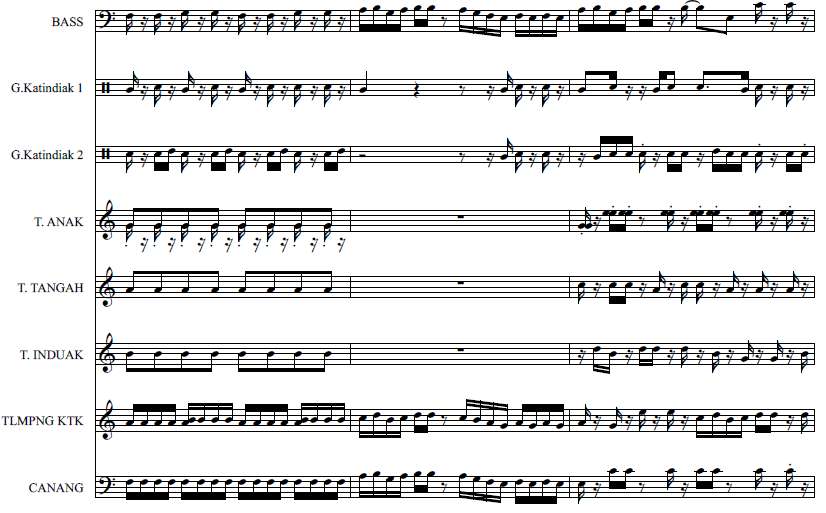 BASS
G.Katindiak 1
G.Katindiak 2
T. ANAK
T. TANGAH
T. INDUAK
TLMPNG KTK
CANANG